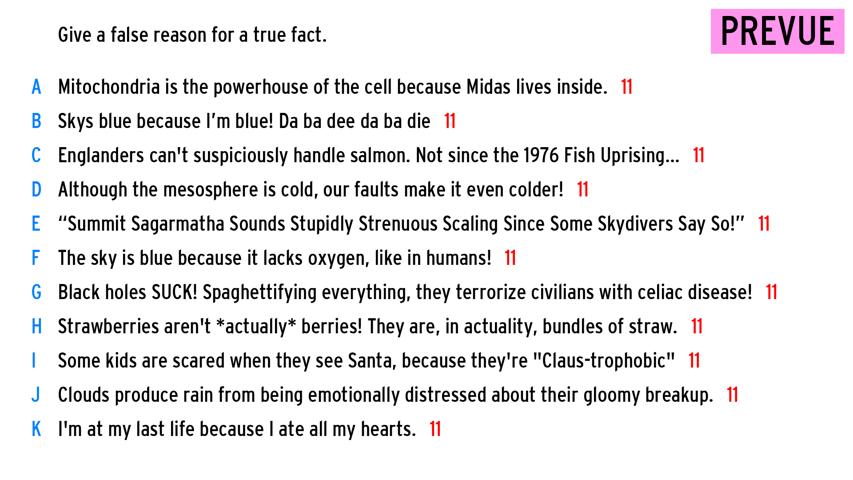 Give a false reason for a true fact.
PREVUE
A Mitochondria is the powerhouse of the cell because Midas lives inside. 11
B Skys blue because I’m blue! Da ba dee da ba die 11
C Englanders can't suspiciously handle salmon. Not since the 1976 Fish Uprising... 11
D Although the mesosphere is cold, our faults make it even colder! 11
E “Summit Sagarmatha Sounds Stupidly Strenuous Scaling Since Some Skydivers Say So!” 11
F The sky is blue because it lacks oxygen, like in humans! 11
G Black holes SUCK! Spaghettifying everything, they terrorize civilians with celiac disease! 11
H Strawberries aren't *actually* berries! They are, in actuality, bundles of straw. 11
I Some kids are scared when they see Santa, because they're "Claus-trophobic" 11
J Clouds produce rain from being emotionally distressed about their gloomy breakup. 11
K I'm at my last life because I ate all my hearts. 11